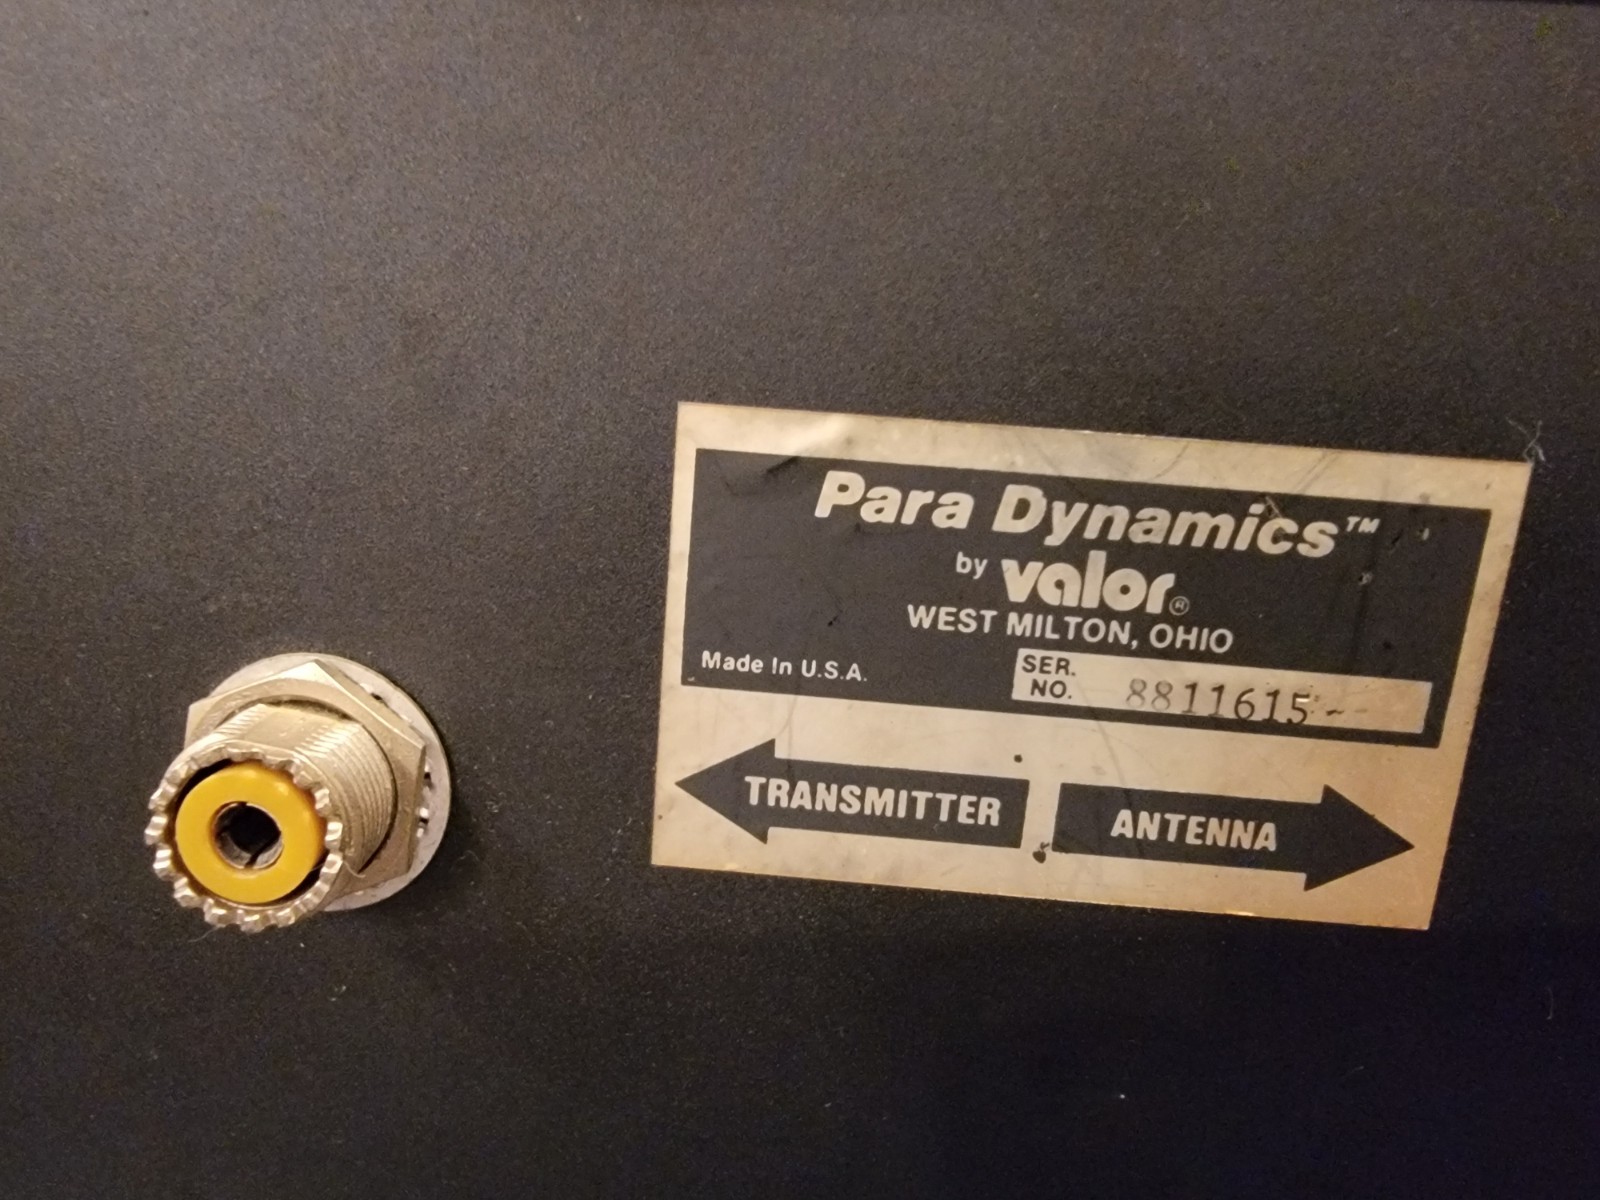 Para Dynamics™
by valor®
WEST MILTON, OHIO
Made In U.S.A.
SER. NO. 8811615
TRANSMITTER
ANTENNA